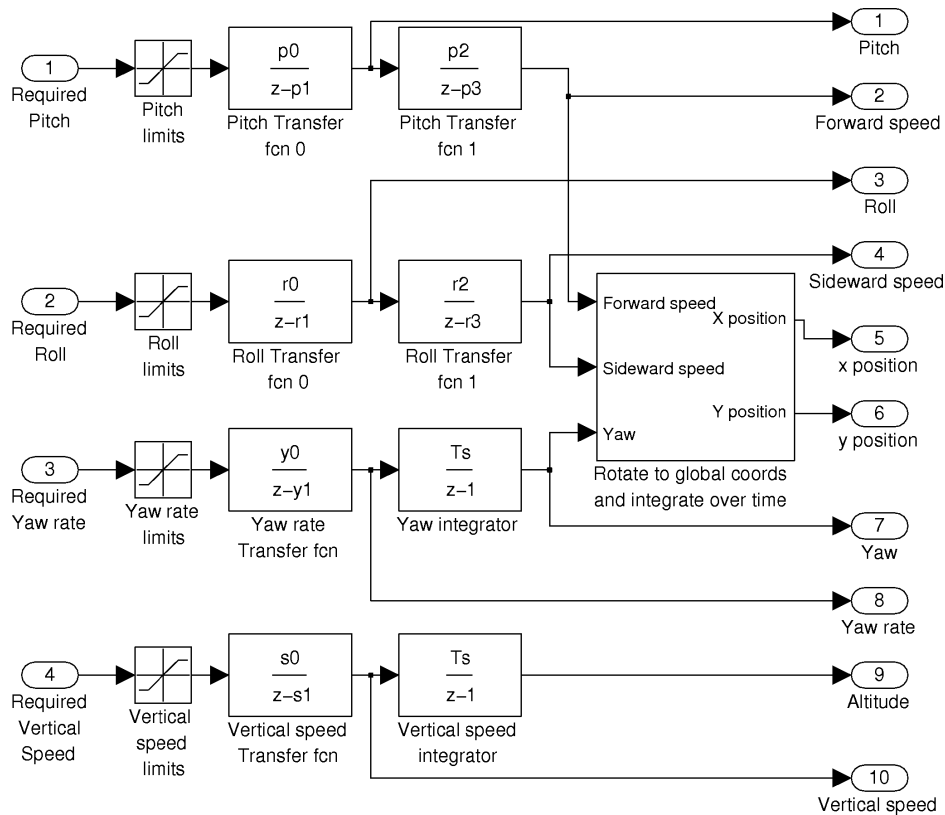 1
Required
Pitch
Pitch
limits
p0
z−p1
Pitch Transfer
fcn 0
p2
z−p3
Pitch Transfer
fcn 1
1
Pitch
2
Forward speed
3
Roll
2
Required
Roll
Roll
limits
r0
z−r1
Roll Transfer
fcn 0
r2
z−r3
Roll Transfer
fcn 1
4
Sideward speed
Forward speed
Sideward speed
Yaw
X position
Y position
Rotate to global coords
and integrate over time
5
x position
6
y position
3
Required
Yaw rate
Yaw rate
limits
y0
z−y1
Yaw rate
Transfer fcn
Ts
z−1
Yaw integrator
7
Yaw
8
Yaw rate
4
Required
Vertical
Speed
Vertical
speed
limits
s0
z−s1
Vertical speed
Transfer fcn
Ts
z−1
Vertical speed
integrator
9
Altitude
10
Vertical speed